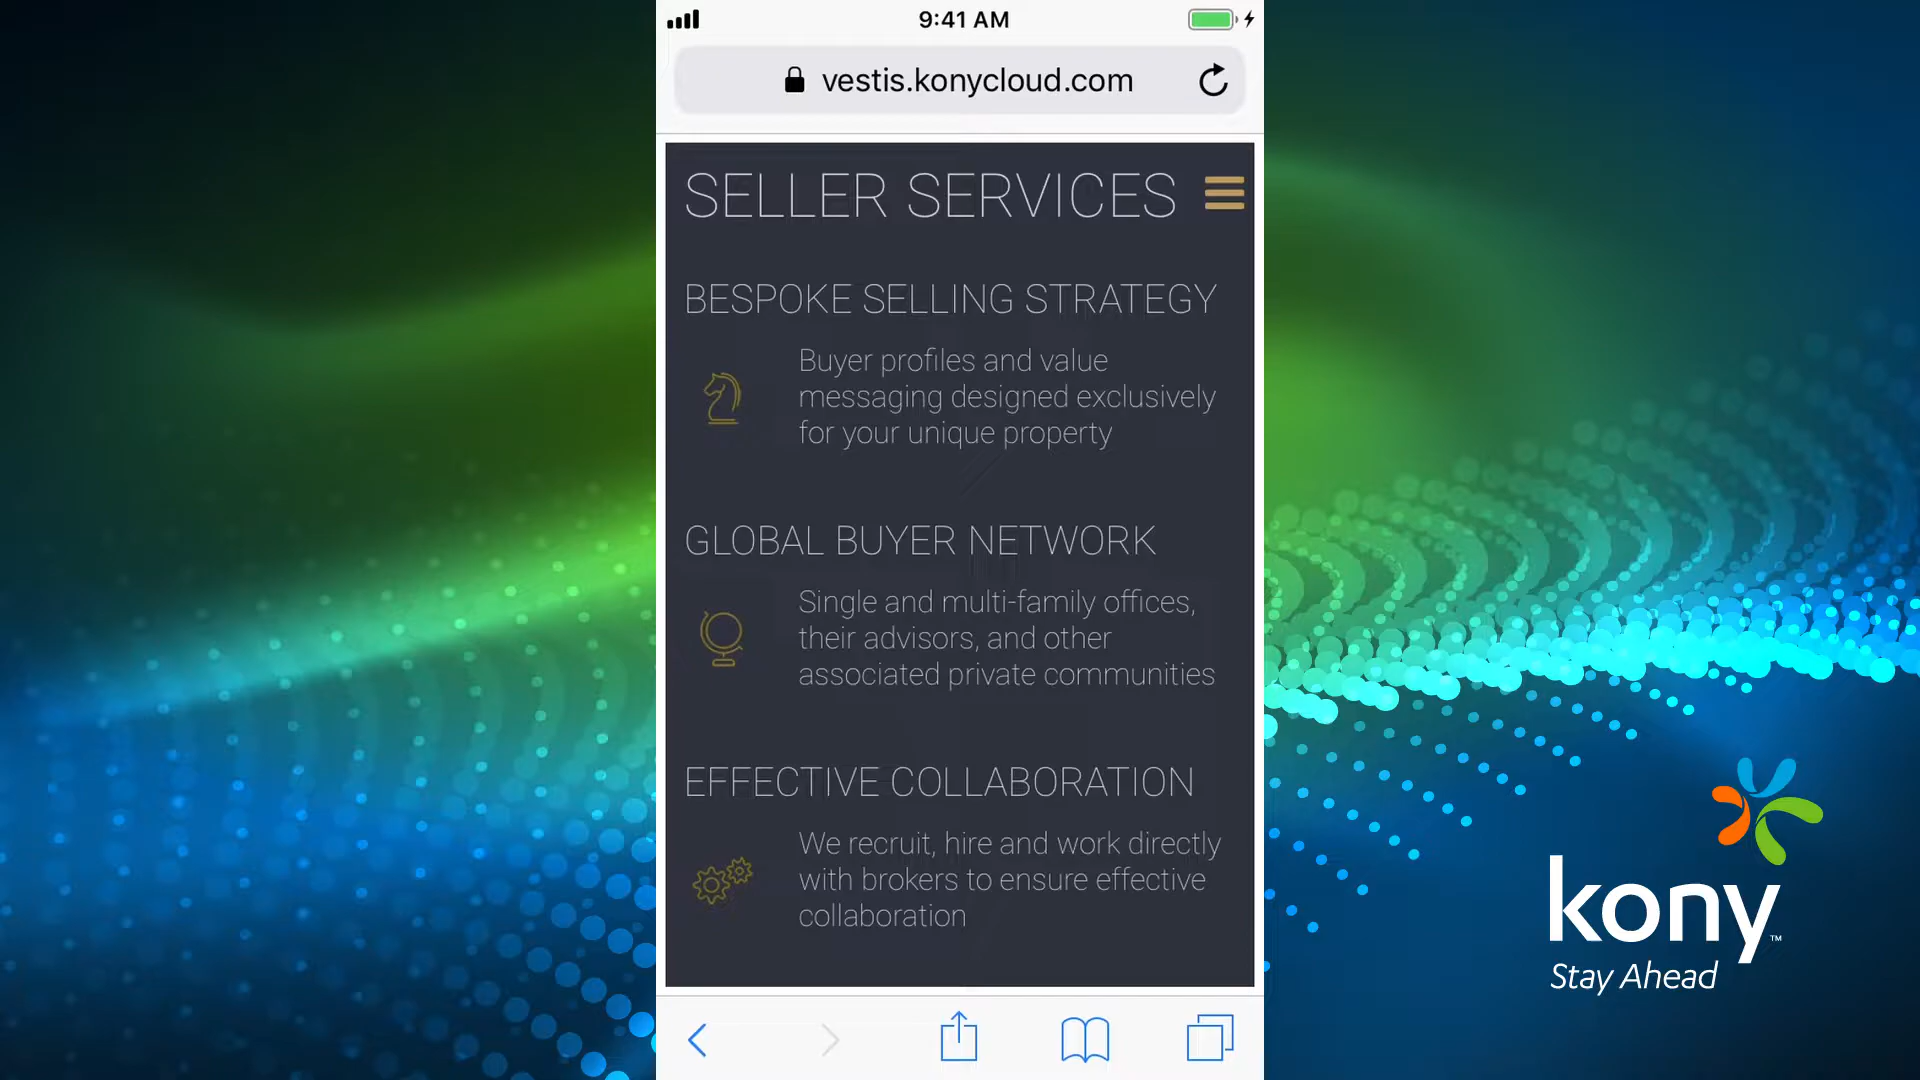 9:41 AM
vestis.konycloud.com
SELLER SERVICES
BESPOKE SELLING STRATEGY
Buyer profiles and value
messaging designed exclusively
for your unique property
GLOBAL BUYER NETWORK
Single and multi-family offices,
their advisors, and other
associated private communities
EFFECTIVE COLLABORATION
We recruit, hire and work directly
with brokers to ensure effective
collaboration
kony™
Stay Ahead